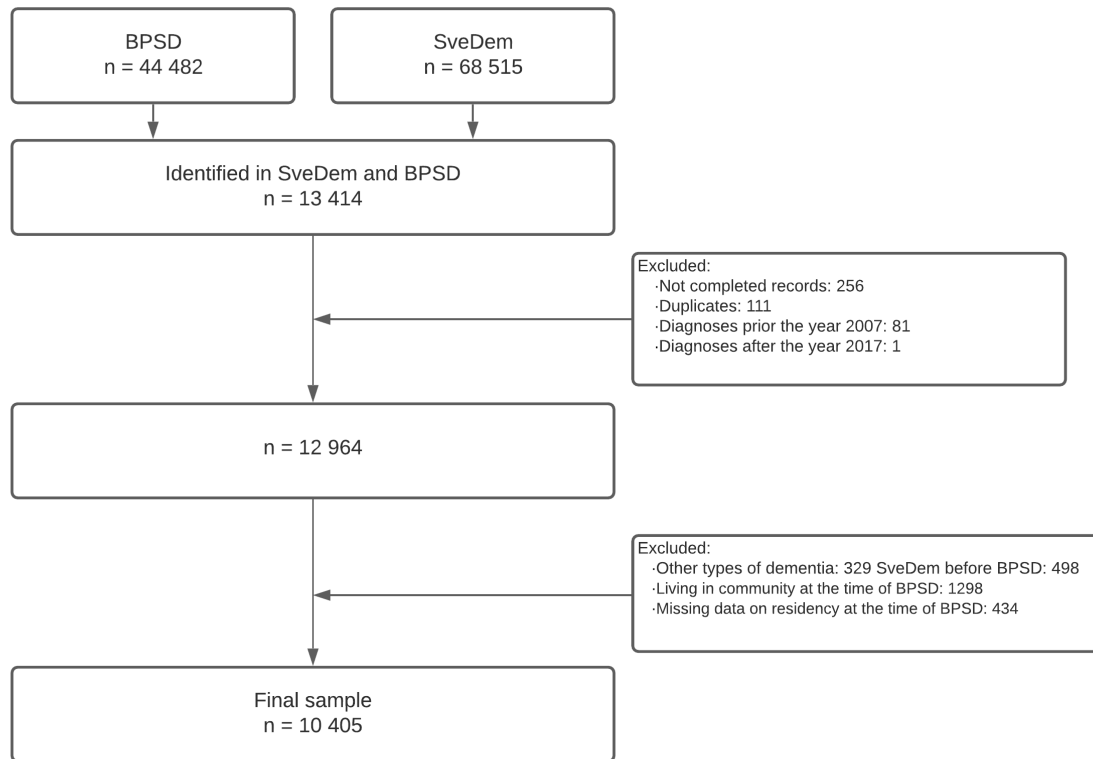 BPSD
n = 44 482
SveDem
n = 68 515
Identified in SveDem and BPSD
n = 13 414
Excluded:
·Not completed records: 256
·Duplicates: 111
·Diagnoses prior the year 2007: 81
·Diagnoses after the year 2017: 1
n = 12 964
Excluded:
·Other types of dementia: 329 SveDem before BPSD: 498
·Living in community at the time of BPSD: 1298
·Missing data on residency at the time of BPSD: 434
Final sample
n = 10 405